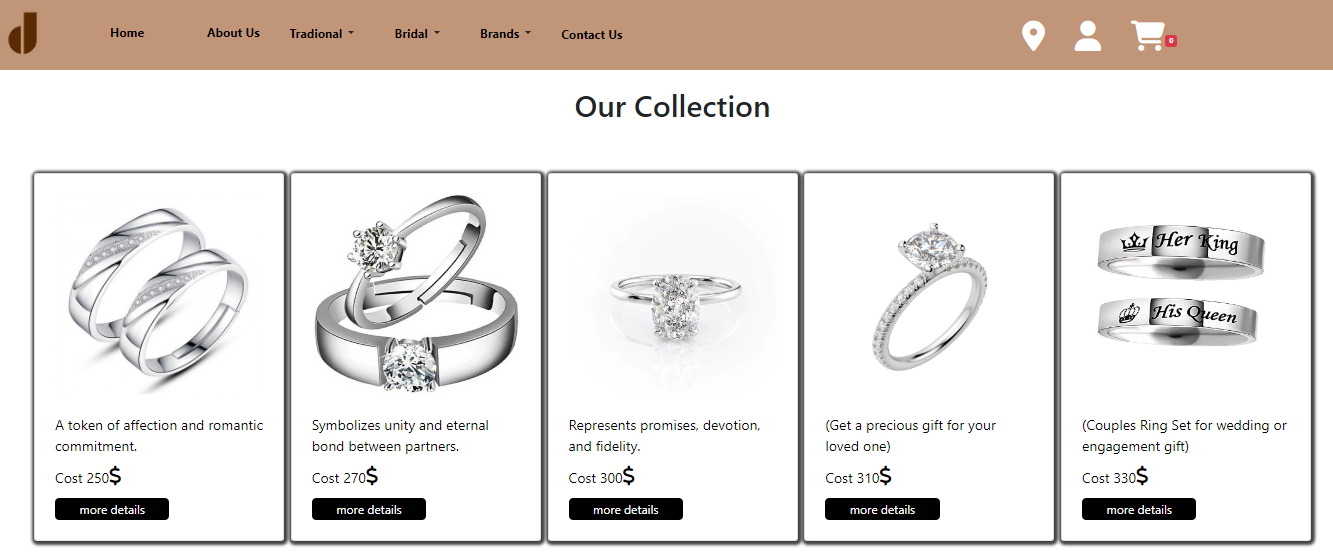 Home About Us Tradional Bridal Brands Contact Us 0
Our Collection
Her King
His Queen
A token of affection and romantic
commitment.
Cost 250$
more details
Symbolizes unity and eternal
bond between partners.
Cost 270$
more details
Represents promises, devotion,
and fidelity.
Cost 300$
more details
(Get a precious gift for your
loved one)
Cost 310$
more details
(Couples Ring Set for wedding or
engagement gift)
Cost 330$
more details